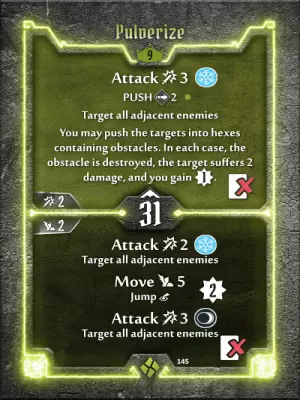 Pulverize
9
Attack 3
PUSH 2
Target all adjacent enemies
You may push the targets into hexes
containing obstacles. In each case, the
obstacle is destroyed, the target suffers 2
damage, and you gain 1.
2
31
2
Attack 2
Target all adjacent enemies
Move 5
Jump
2
Attack 3
Target all adjacent enemies
145